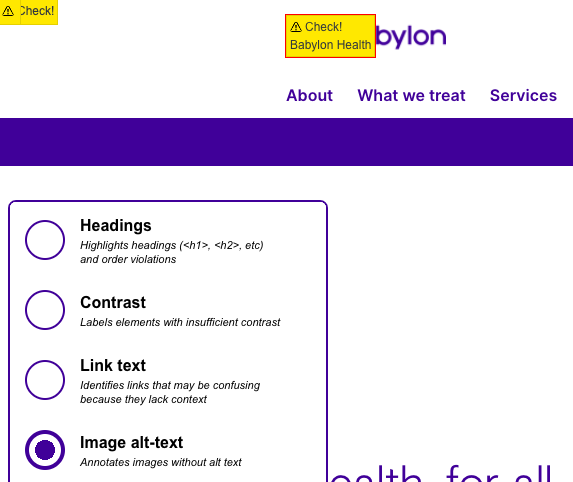 Check!
Check!
Babylon Health
bylon
About What we treat Services
Headings
Highlights headings (<h1>, <h2>, etc)
and order violations
Contrast
Labels elements with insufficient contrast
Link text
Identifies links that may be confusing
because they lack context
Image alt-text
Annotates images without alt text
ealth, for all